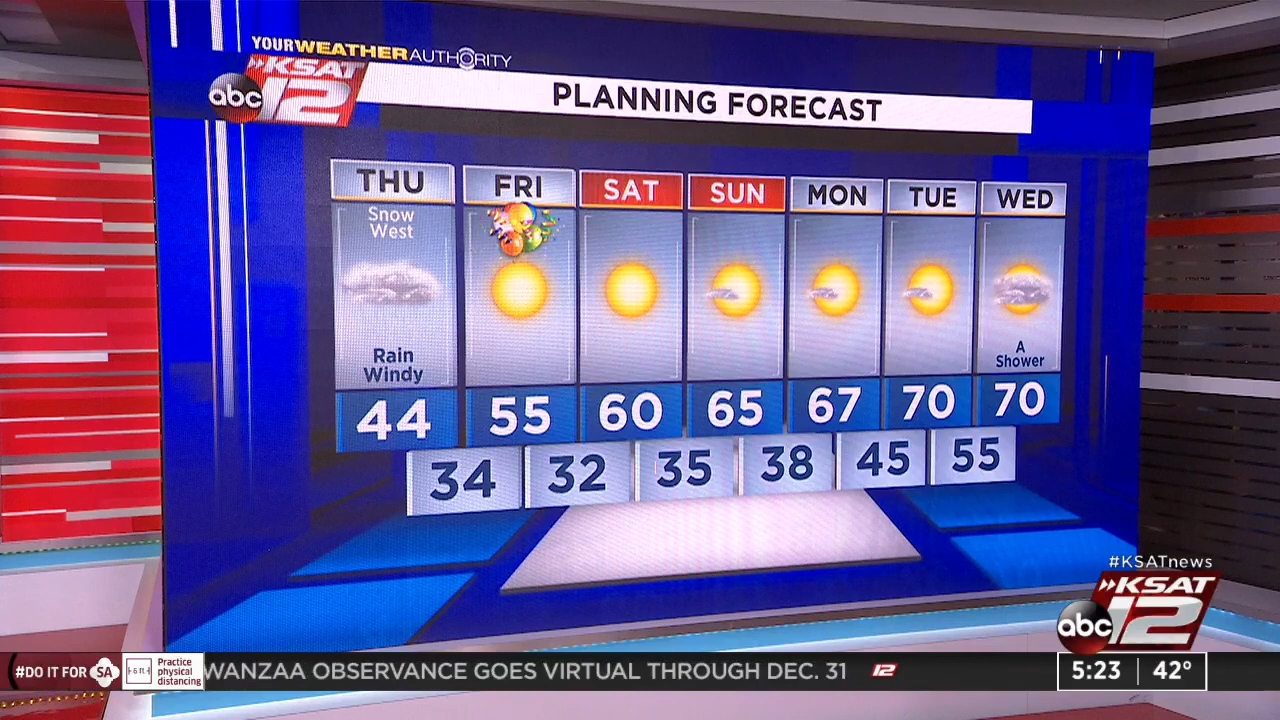 YOUR WEATHER AUTHORITY
KSAT
abc 12
PLANNING FORECAST
THU FRI SAT SUN MON TUE WED
Snow
West
Rain
Windy
A
Shower
44 55 60 65 67 70 70
34 32 35 38 45 55
#KSATnews
KSAT
abc 12
#DO IT FOR SA
6 ft
Practice
physical
distancing
WANZAA OBSERVANCE GOES VIRTUAL THROUGH DEC. 31 12
5:23 42°